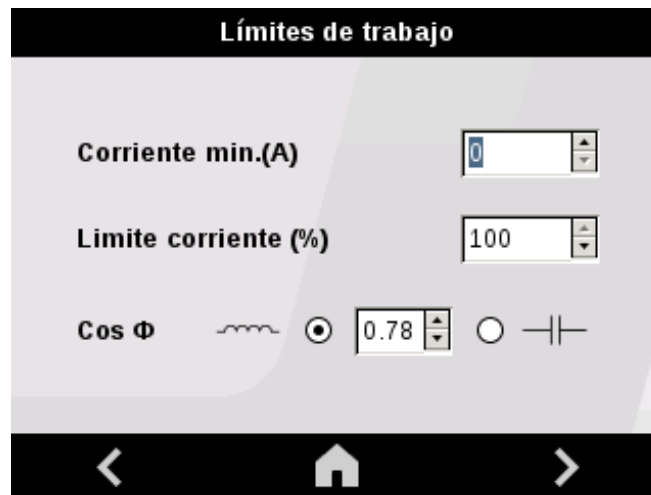 Límites de trabajo
Corriente min.(A) 0
Limite corriente (%) 100
Cos Φ 0.78